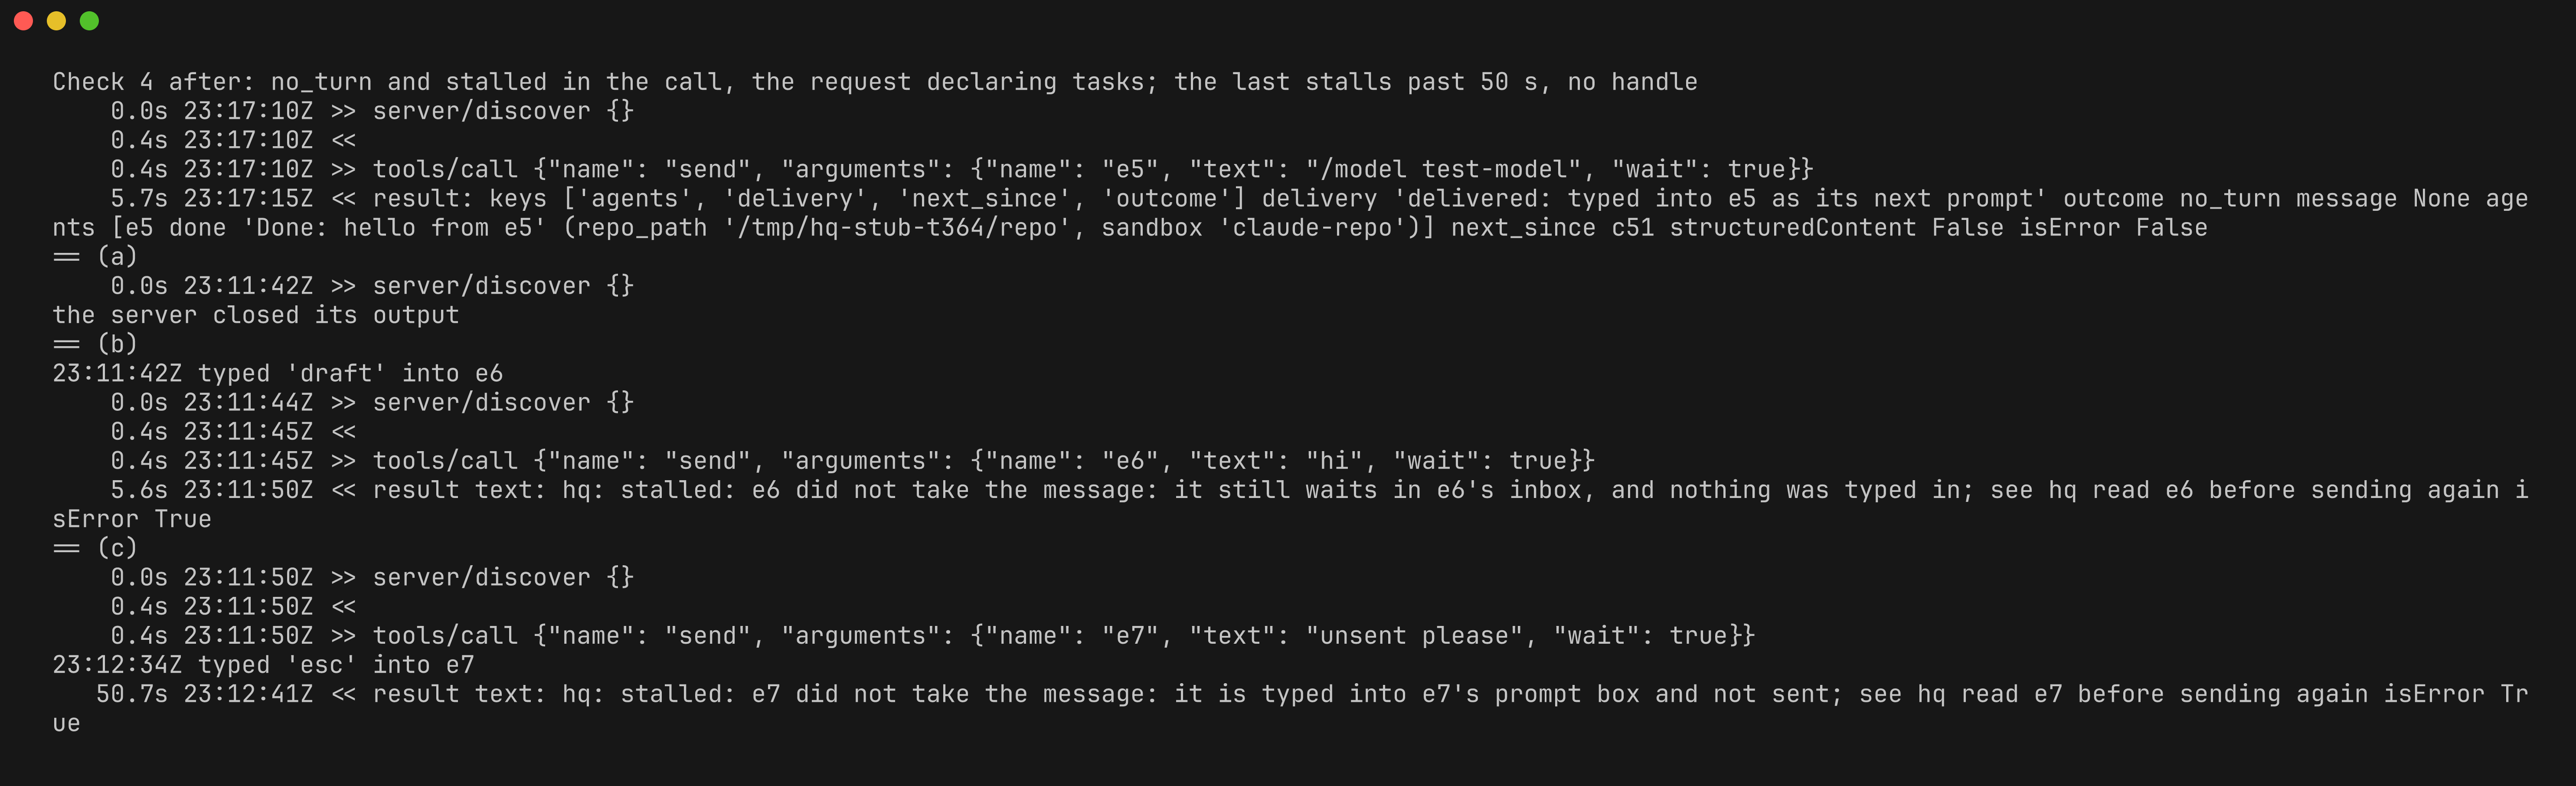 Check 4 after: no_turn and stalled in the call, the request declaring tasks; the last stalls past 50 s, no handle
    0.0s 23:17:10Z >> server/discover {}
    0.4s 23:17:10Z <<
    0.4s 23:17:10Z >> tools/call {"name": "send", "arguments": {"name": "e5", "text": "/model test-model", "wait": true}}
    5.7s 23:17:15Z << result: keys ['agents', 'delivery', 'next_since', 'outcome'] delivery 'delivered: typed into e5 as its next prompt' outcome no_turn message None age
nts [e5 done 'Done: hello from e5' (repo_path '/tmp/hq-stub-t364/repo', sandbox 'claude-repo')] next_since c51 structuredContent False isError False
== (a)
    0.0s 23:11:42Z >> server/discover {}
the server closed its output
== (b)
23:11:42Z typed 'draft' into e6
    0.0s 23:11:44Z >> server/discover {}
    0.4s 23:11:45Z <<
    0.4s 23:11:45Z >> tools/call {"name": "send", "arguments": {"name": "e6", "text": "hi", "wait": true}}
    5.6s 23:11:50Z << result text: hq: stalled: e6 did not take the message: it still waits in e6's inbox, and nothing was typed in; see hq read e6 before sending again i
sError True
== (c)
    0.0s 23:11:50Z >> server/discover {}
    0.4s 23:11:50Z <<
    0.4s 23:11:50Z >> tools/call {"name": "send", "arguments": {"name": "e7", "text": "unsent please", "wait": true}}
23:12:34Z typed 'esc' into e7
   50.7s 23:12:41Z << result text: hq: stalled: e7 did not take the message: it is typed into e7's prompt box and not sent; see hq read e7 before sending again isError Tr
ue